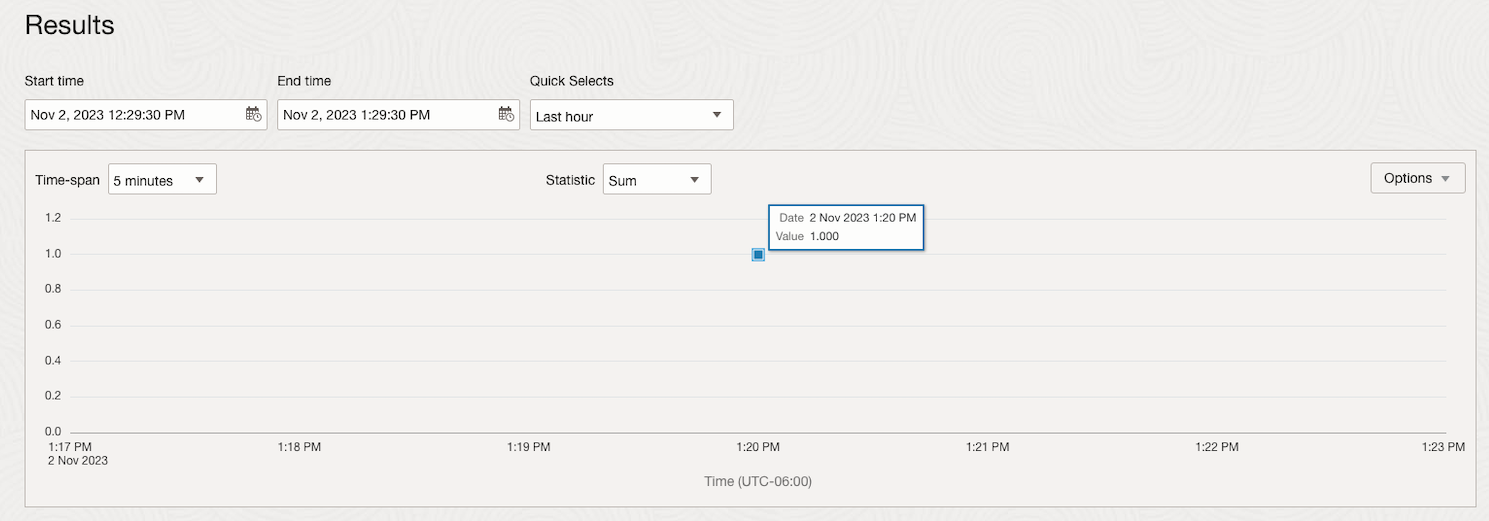 Results
Start time End time Quick Selects
Nov 2, 2023 12:29:30 PM Nov 2, 2023 1:29:30 PM Last hour
Time-span 5 minutes Statistic Sum Options
1.2
Date 2 Nov 2023 1:20 PM
Value 1.000
1.0
0.8
0.6
0.4
0.2
0.0
1:17 PM 1:18 PM 1:19 PM 1:20 PM 1:21 PM 1:22 PM 1:23 PM
2 Nov 2023
Time (UTC-06:00)